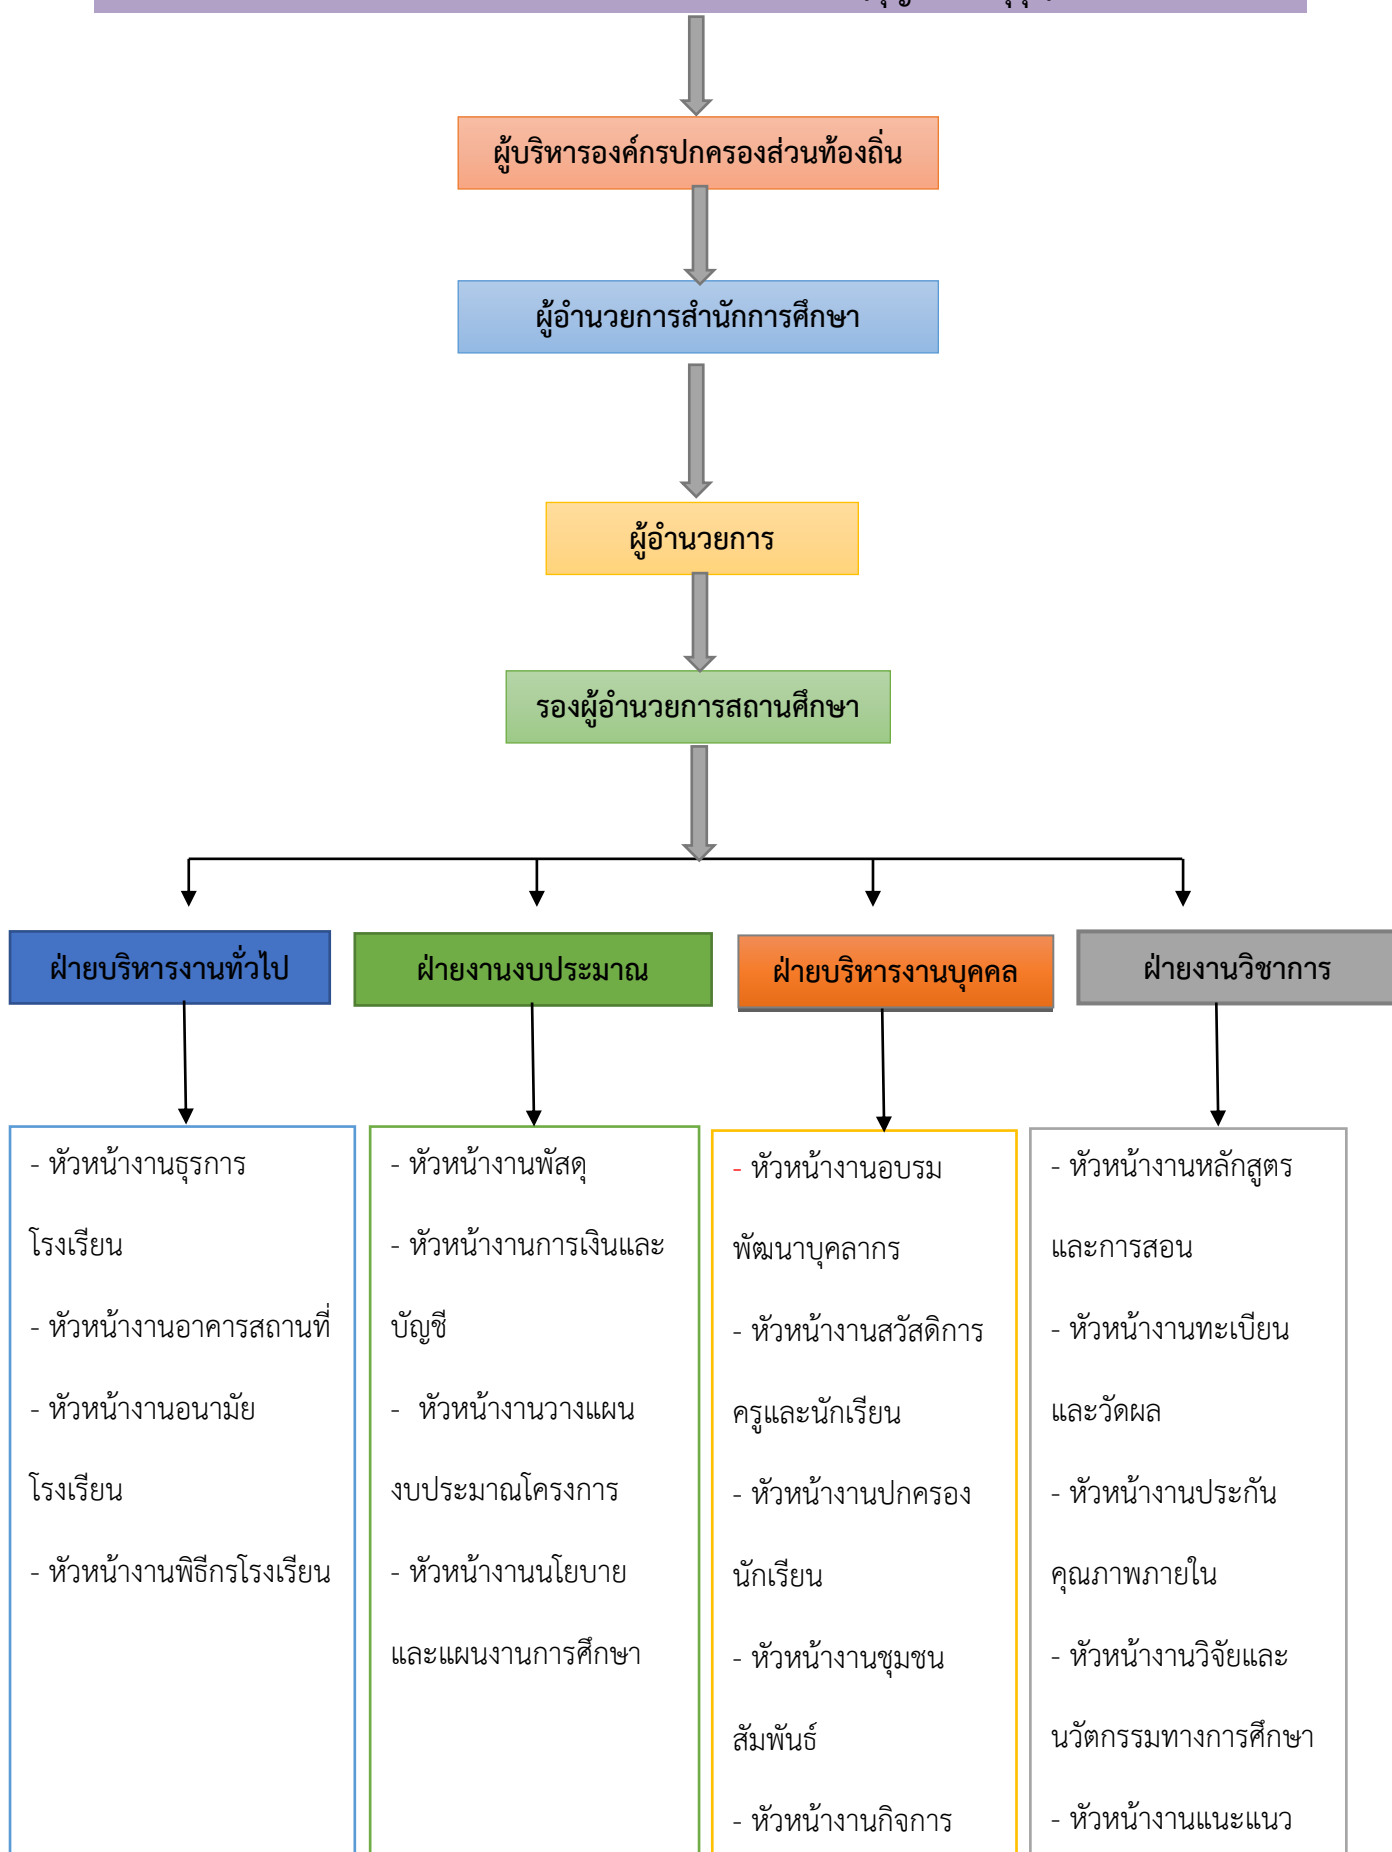 ผู้บริหารองค์กรปกครองส่วนท้องถิ่น
ผู้อำนวยการสำนักการศึกษา
ผู้อำนวยการ
รองผู้อำนวยการสถานศึกษา
ฝ่ายบริหารงานทั่วไป
ฝ่ายงานงบประมาณ
ฝ่ายบริหารงานบุคคล
ฝ่ายงานวิชาการ
- หัวหน้างานธุรการ
โรงเรียน
- หัวหน้างานอาคารสถานที่
- หัวหน้างานอนามัย
โรงเรียน
- หัวหน้างานพิธีกรโรงเรียน
- หัวหน้างานพัสดุ
- หัวหน้างานการเงินและ
บัญชี
- หัวหน้างานวางแผน
งบประมาณโครงการ
- หัวหน้างานนโยบาย
และแผนงานการศึกษา
- หัวหน้างานอบรม
พัฒนาบุคลากร
- หัวหน้างานสวัสดิการ
ครูและนักเรียน
- หัวหน้างานปกครอง
นักเรียน
- หัวหน้างานชุมชน
สัมพันธ์
- หัวหน้างานกิจการ
- หัวหน้างานหลักสูตร
และการสอน
- หัวหน้างานทะเบียน
และวัดผล
- หัวหน้างานประกัน
คุณภาพภายใน
- หัวหน้างานวิจัยและ
นวัตกรรมทางการศึกษา
- หัวหน้างานแนะแนว